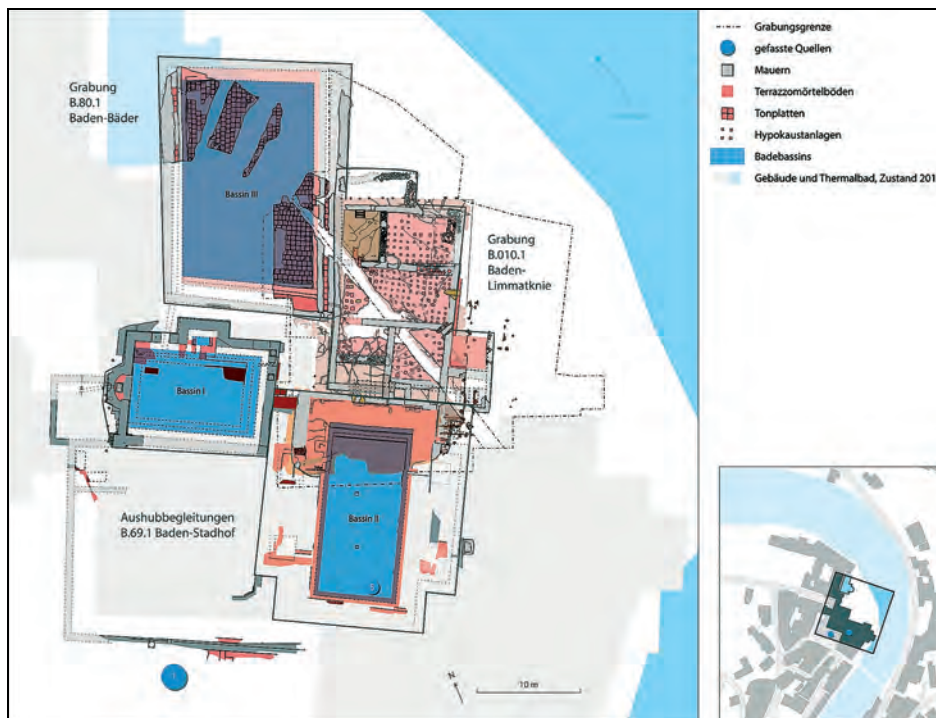 Grabung
B.80.1
Baden-Bäder
Bassin III
Grabung
B.010.1
Baden-
Limmatknie
Bassin I
Bassin II
Aushubbegleitungen
B.69.1 Baden-Stadhof
N
10 m
Grabungsgrenze
gefasste Quellen
Mauern
Terrazzomörtelböden
Tonplatten
Hypokaustanlagen
Badebassins
Gebäude und Thermalbad, Zustand 201